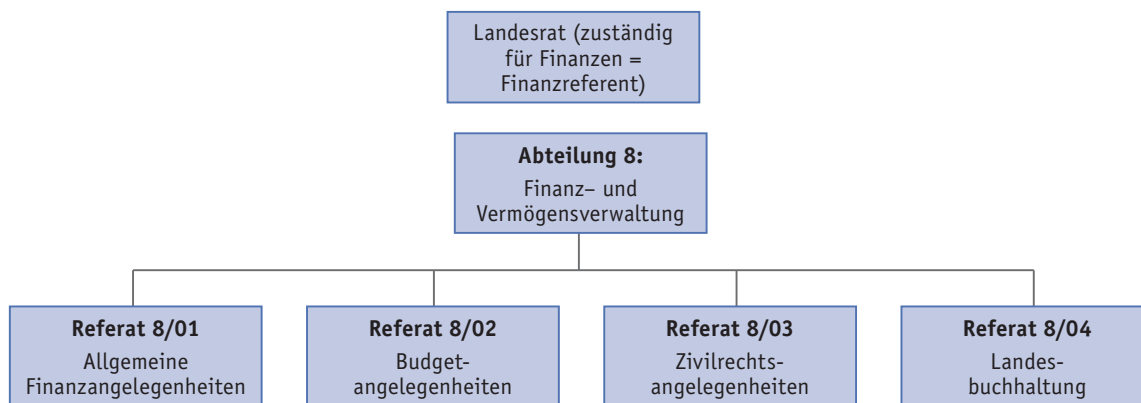 Landesrat (zuständig
für Finanzen =
Finanzreferent)
Abteilung 8:
Finanz– und
Vermögensverwaltung
Referat 8/01
Allgemeine
Finanzangelegenheiten
Referat 8/02
Budget-
angelegenheiten
Referat 8/03
Zivilrechts-
angelegenheiten
Referat 8/04
Landes-
buchhaltung